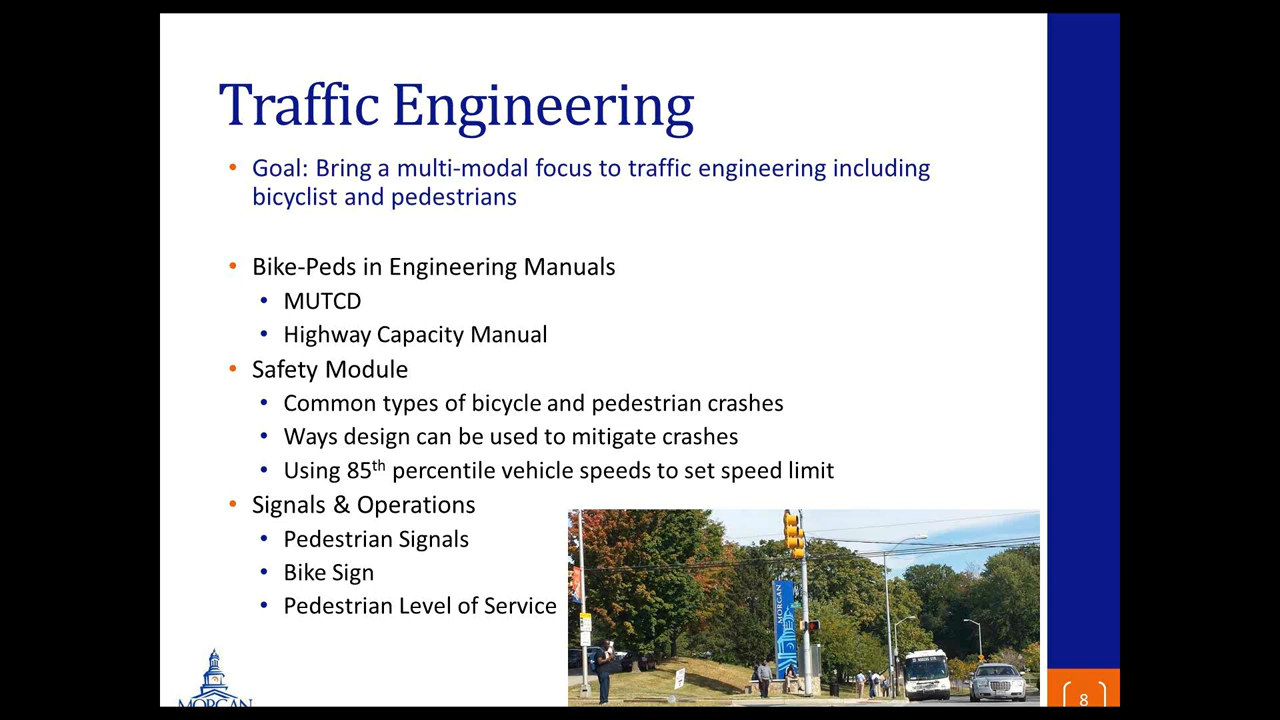 Traffic Engineering
Goal: Bring a multi-modal focus to traffic engineering including
bicyclist and pedestrians
Bike-Peds in Engineering Manuals
MUTCD
Highway Capacity Manual
Safety Module
Common types of bicycle and pedestrian crashes
Ways design can be used to mitigate crashes
Using 85th percentile vehicle speeds to set speed limit
Signals & Operations
Pedestrian Signals
Bike Sign
Pedestrian Level of Service
MORGAN
MORGAN
8